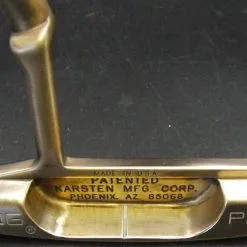 MADE IN U.S.A.
PATENTED
KARSTEN MFG CORP.
PHOENIX, AZ 85068